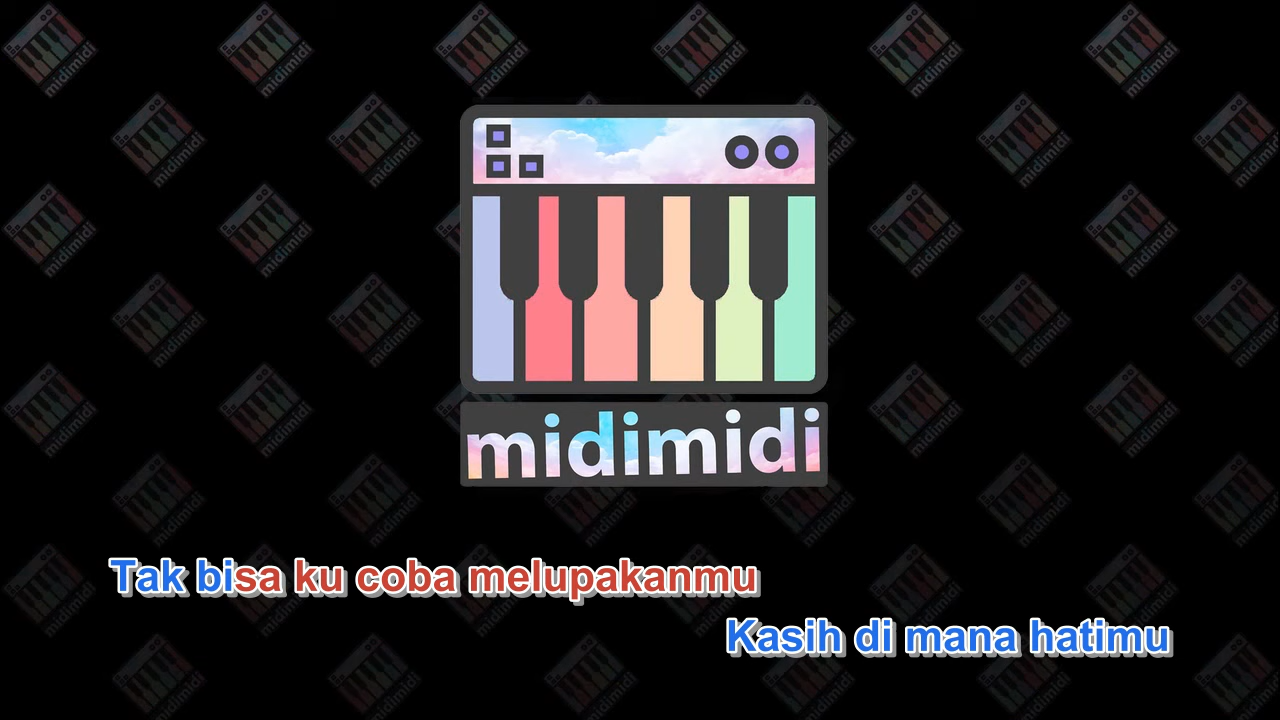 midimidi
Tak bisa ku coba melupakanmu
Kasih di mana hatimu